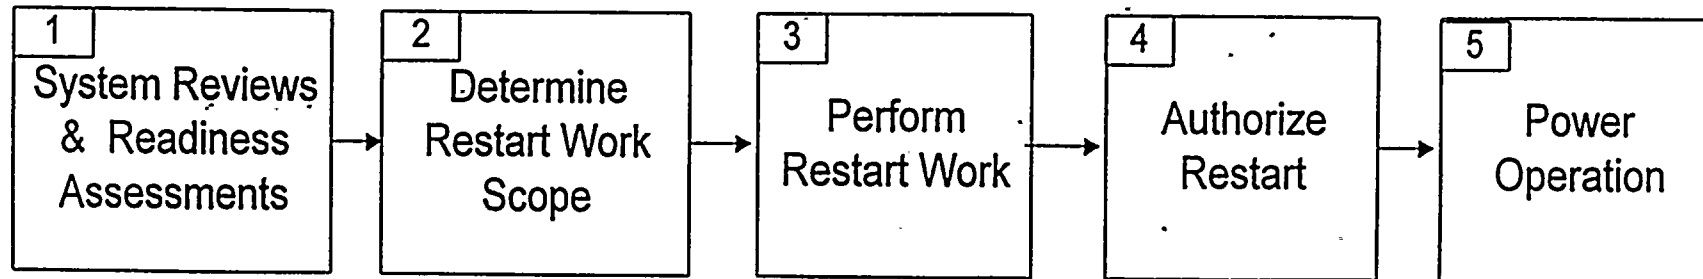 1
System Reviews
& Readiness
Assessments
2
Determine
Restart Work
Scope
3
Perform
Restart Work
4
Authorize
Restart
5
Power
Operation